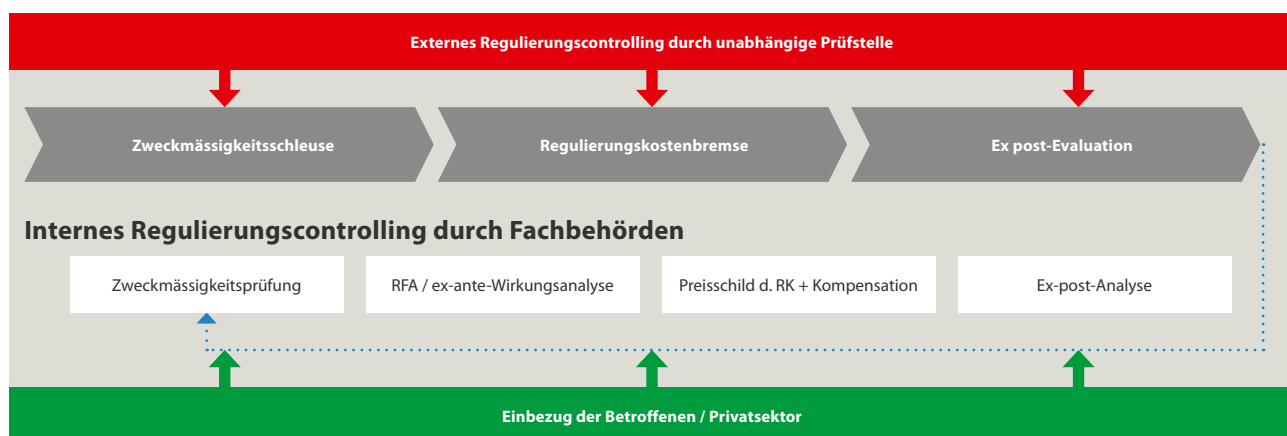 Externes Regulierungscontrolling durch unabhängige Prüfstelle
Zweckmässigkeitsschleuse
Regulierungskostenbremse
Ex post-Evaluation
Internes Regulierungscontrolling durch Fachbehörden
Zweckmässigkeitsprüfung
RFA / ex-ante-Wirkungsanalyse
Preisschild d. RK + Kompensation
Ex-post-Analyse
Einbezug der Betroffenen / Privatsektor